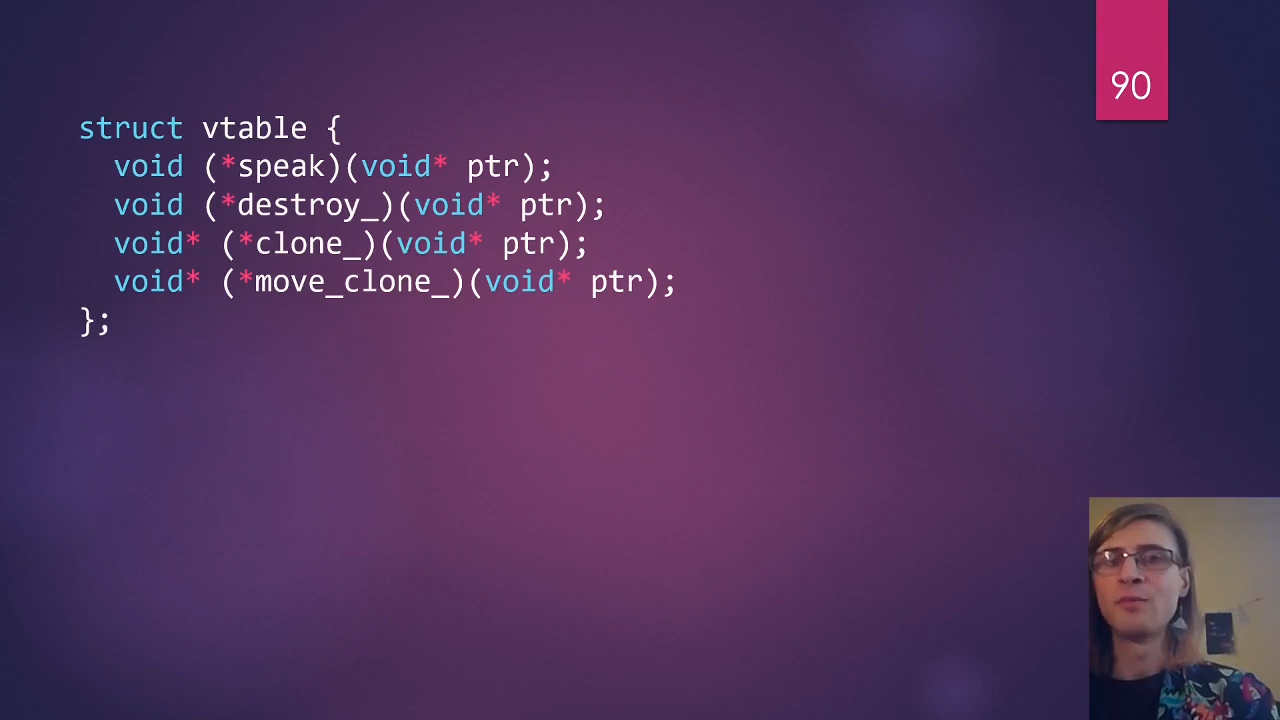 90
struct vtable {
  void (*speak)(void* ptr);
  void (*destroy_)(void* ptr);
  void* (*clone_)(void* ptr);
  void* (*move_clone_)(void* ptr);
};